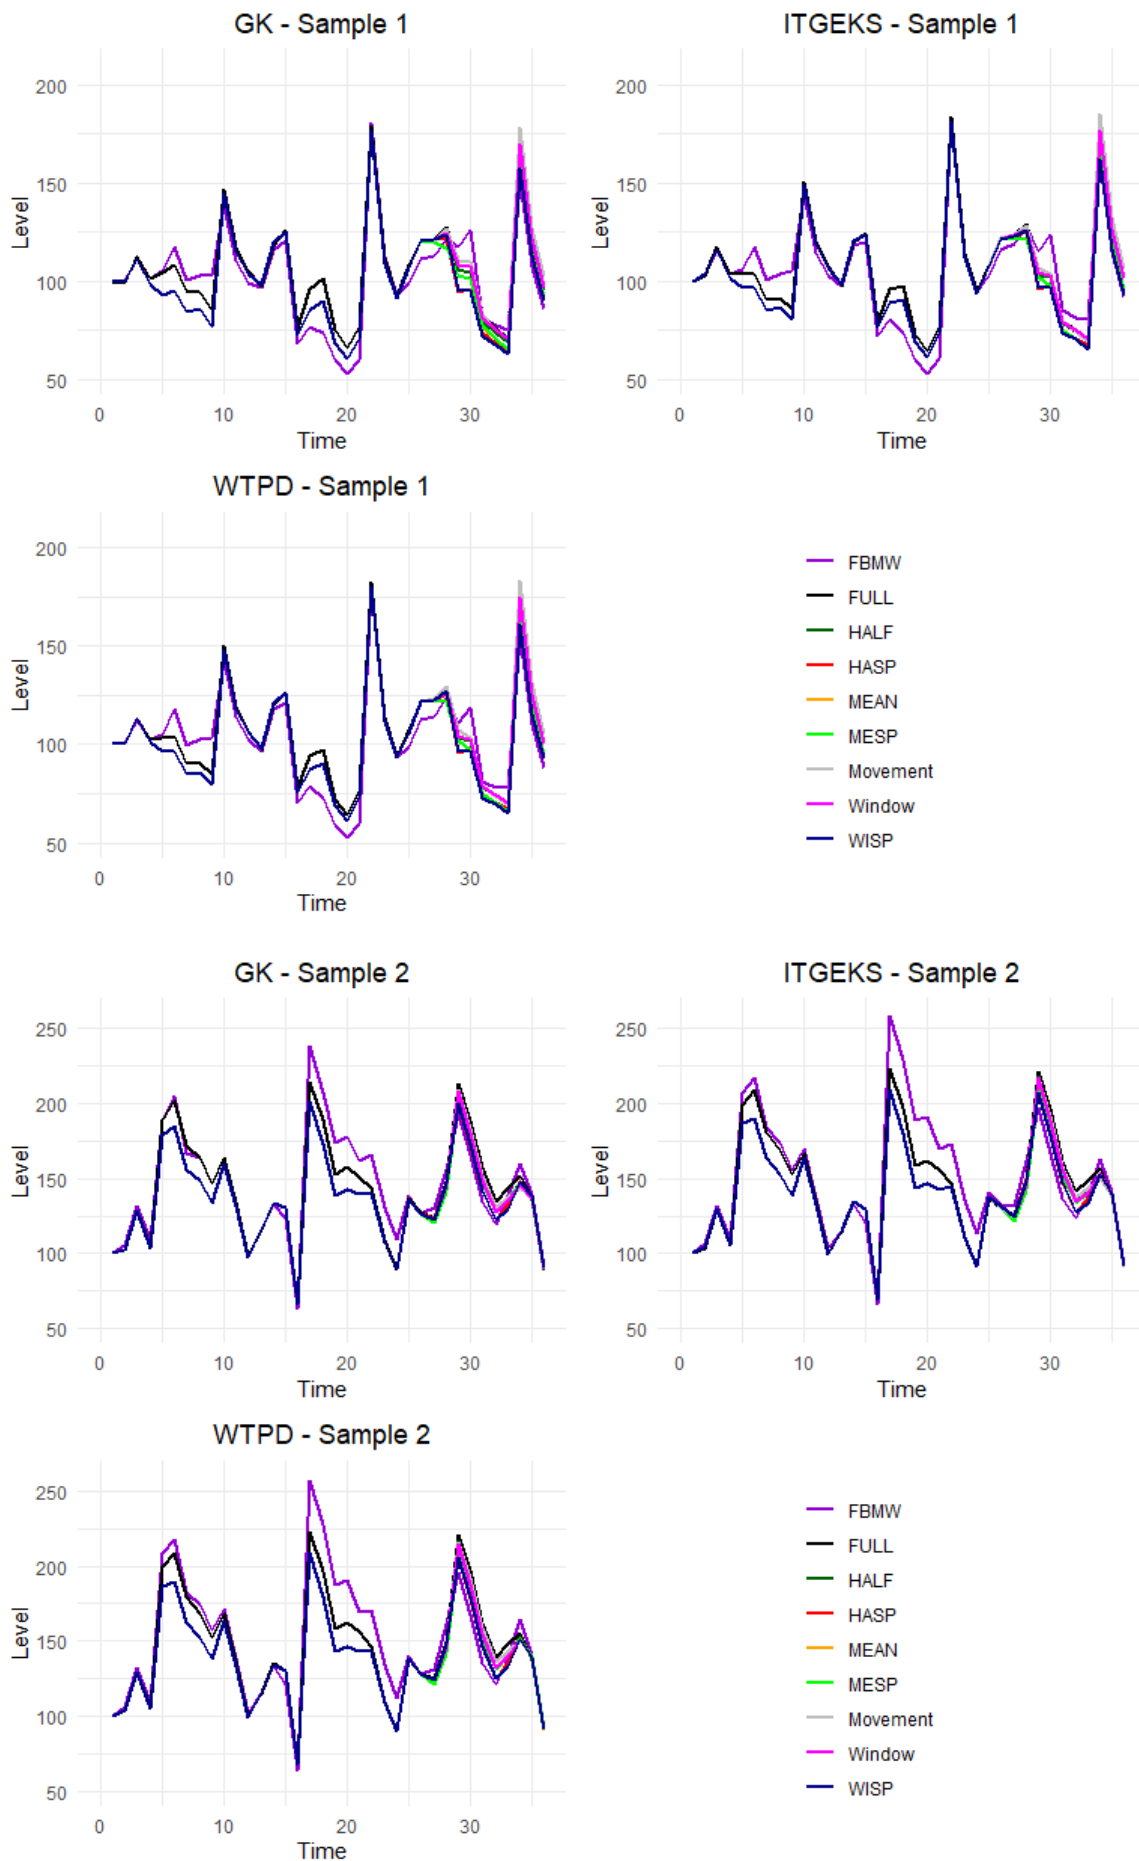 GK - Sample 1
200
150
100
50
Level
0 10 20 30
Time
ITGEKS - Sample 1
200
150
100
50
Level
0 10 20 30
Time
WTPD - Sample 1
200
150
100
50
Level
0 10 20 30
Time
FBMW
FULL
HALF
HASP
MEAN
MESP
Movement
Window
WISP
GK - Sample 2
250
200
150
100
50
Level
0 10 20 30
Time
ITGEKS - Sample 2
250
200
150
100
50
Level
0 10 20 30
Time
WTPD - Sample 2
250
200
150
100
50
Level
0 10 20 30
Time
FBMW
FULL
HALF
HASP
MEAN
MESP
Movement
Window
WISP